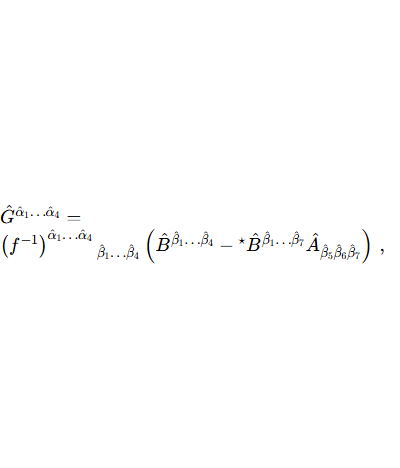 \hat{G}^{\hat{\alpha}_1 \ldots \hat{\alpha}_4} =
\left(f^{-1}\right)^{\hat{\alpha}_1 \ldots \hat{\alpha}_4}{}_{\hat{\beta}_1 \ldots \hat{\beta}_4} \left( \hat{B}^{\hat{\beta}_1 \ldots \hat{\beta}_4} - {}^{\star}\hat{B}^{\hat{\beta}_1 \ldots \hat{\beta}_7} \hat{A}_{\hat{\beta}_5 \hat{\beta}_6 \hat{\beta}_7} \right) ,